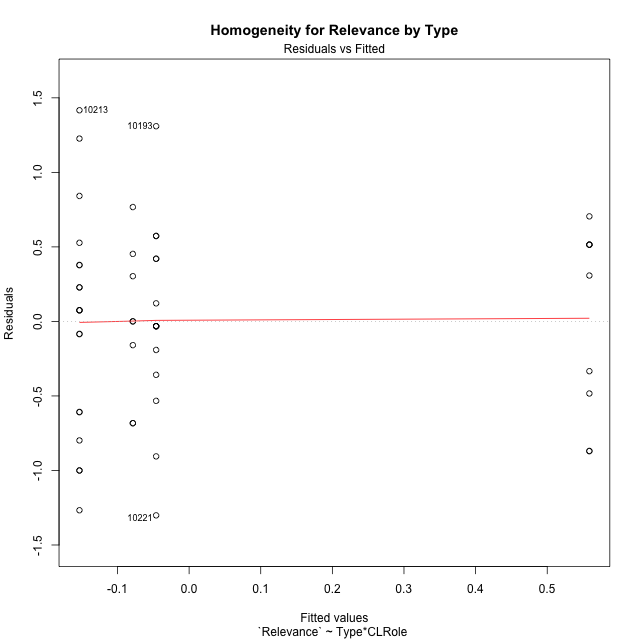 Homogeneity for Relevance by Type
Residuals vs Fitted
1.5
1.0
0.5
0.0
-0.5
-1.0
-1.5
Residuals
10213
10193
10221
-0.1 0.0 0.1 0.2 0.3 0.4 0.5
Fitted values
`Relevance` ~ Type*CLRole